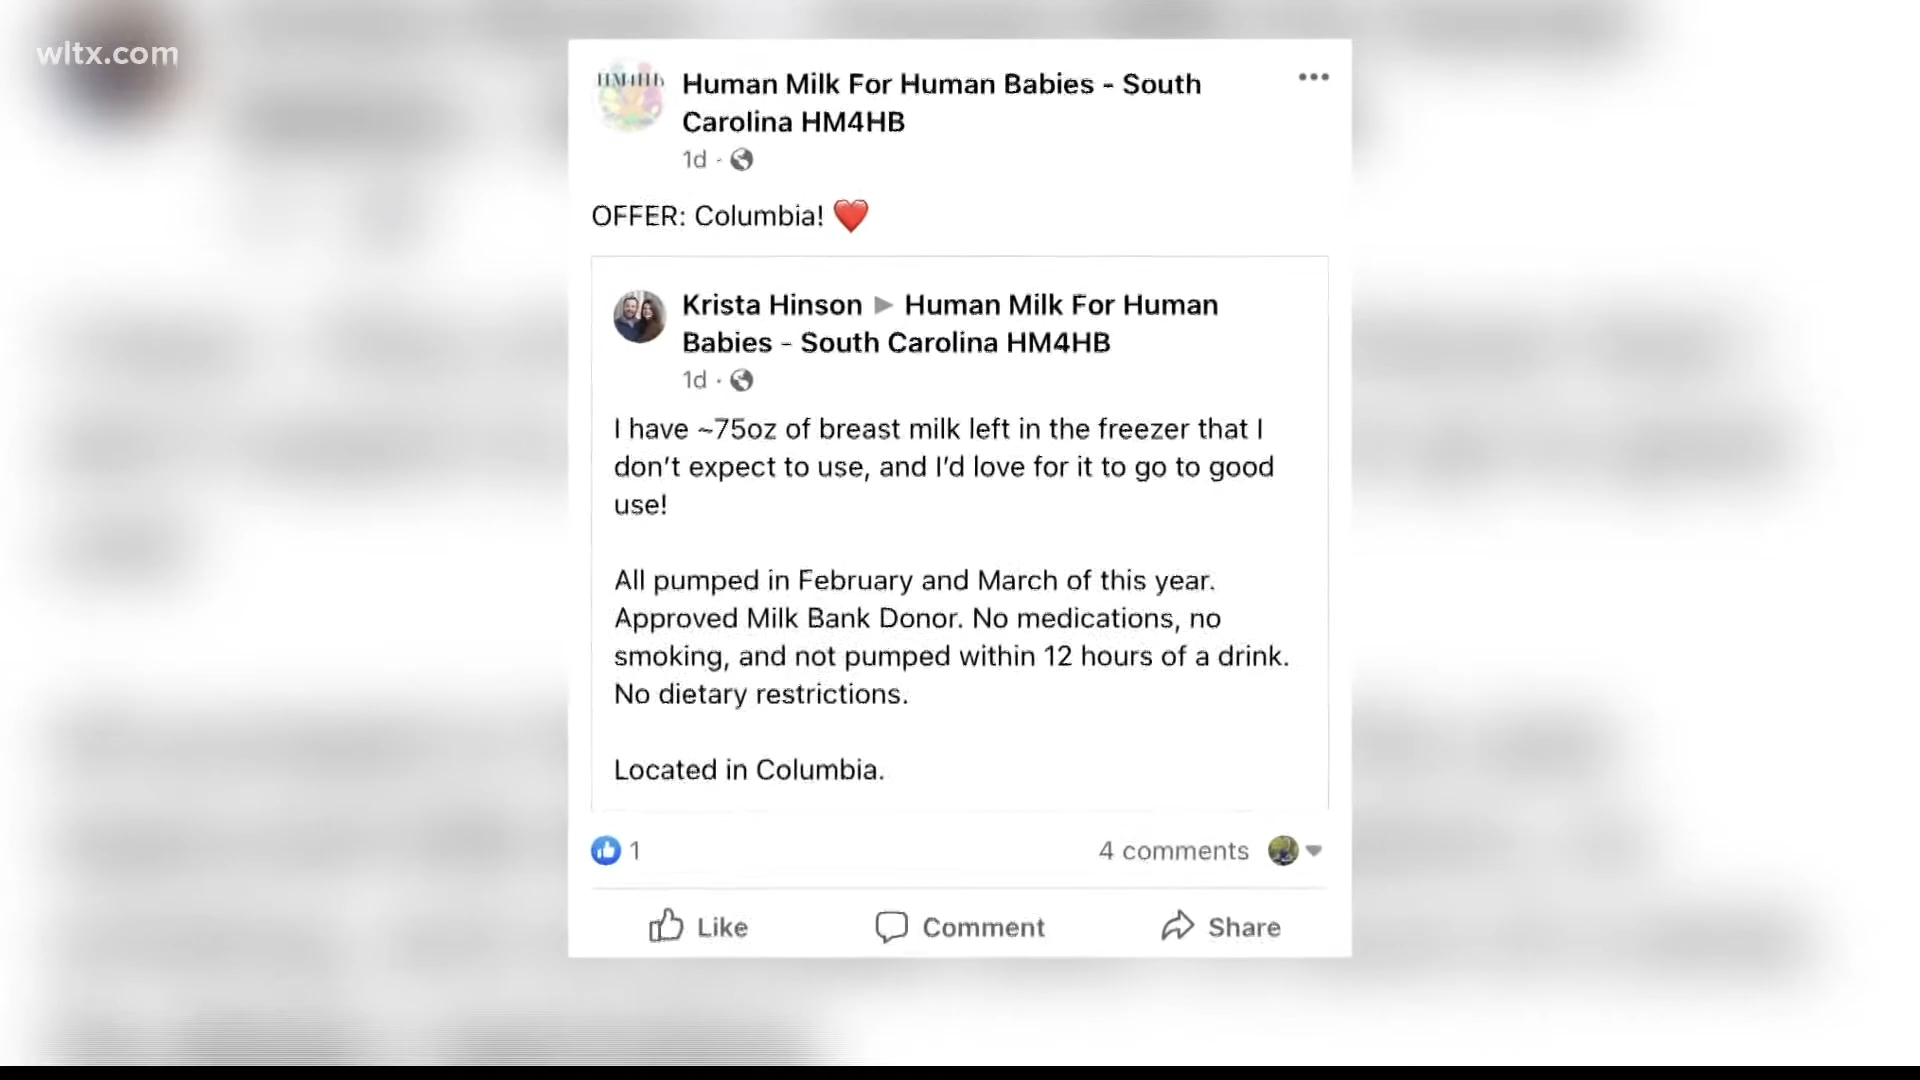 wltx.com
HM4HB
Human Milk For Human Babies - South
Carolina HM4HB
1d ·
OFFER: Columbia! ❤️
Krista Hinson ▶ Human Milk For Human
Babies - South Carolina HM4HB
1d ·
I have ~75oz of breast milk left in the freezer that I
don't expect to use, and I'd love for it to go to good
use!
All pumped in February and March of this year.
Approved Milk Bank Donor. No medications, no
smoking, and not pumped within 12 hours of a drink.
No dietary restrictions.
Located in Columbia.
1
4 comments
Like
Comment
Share